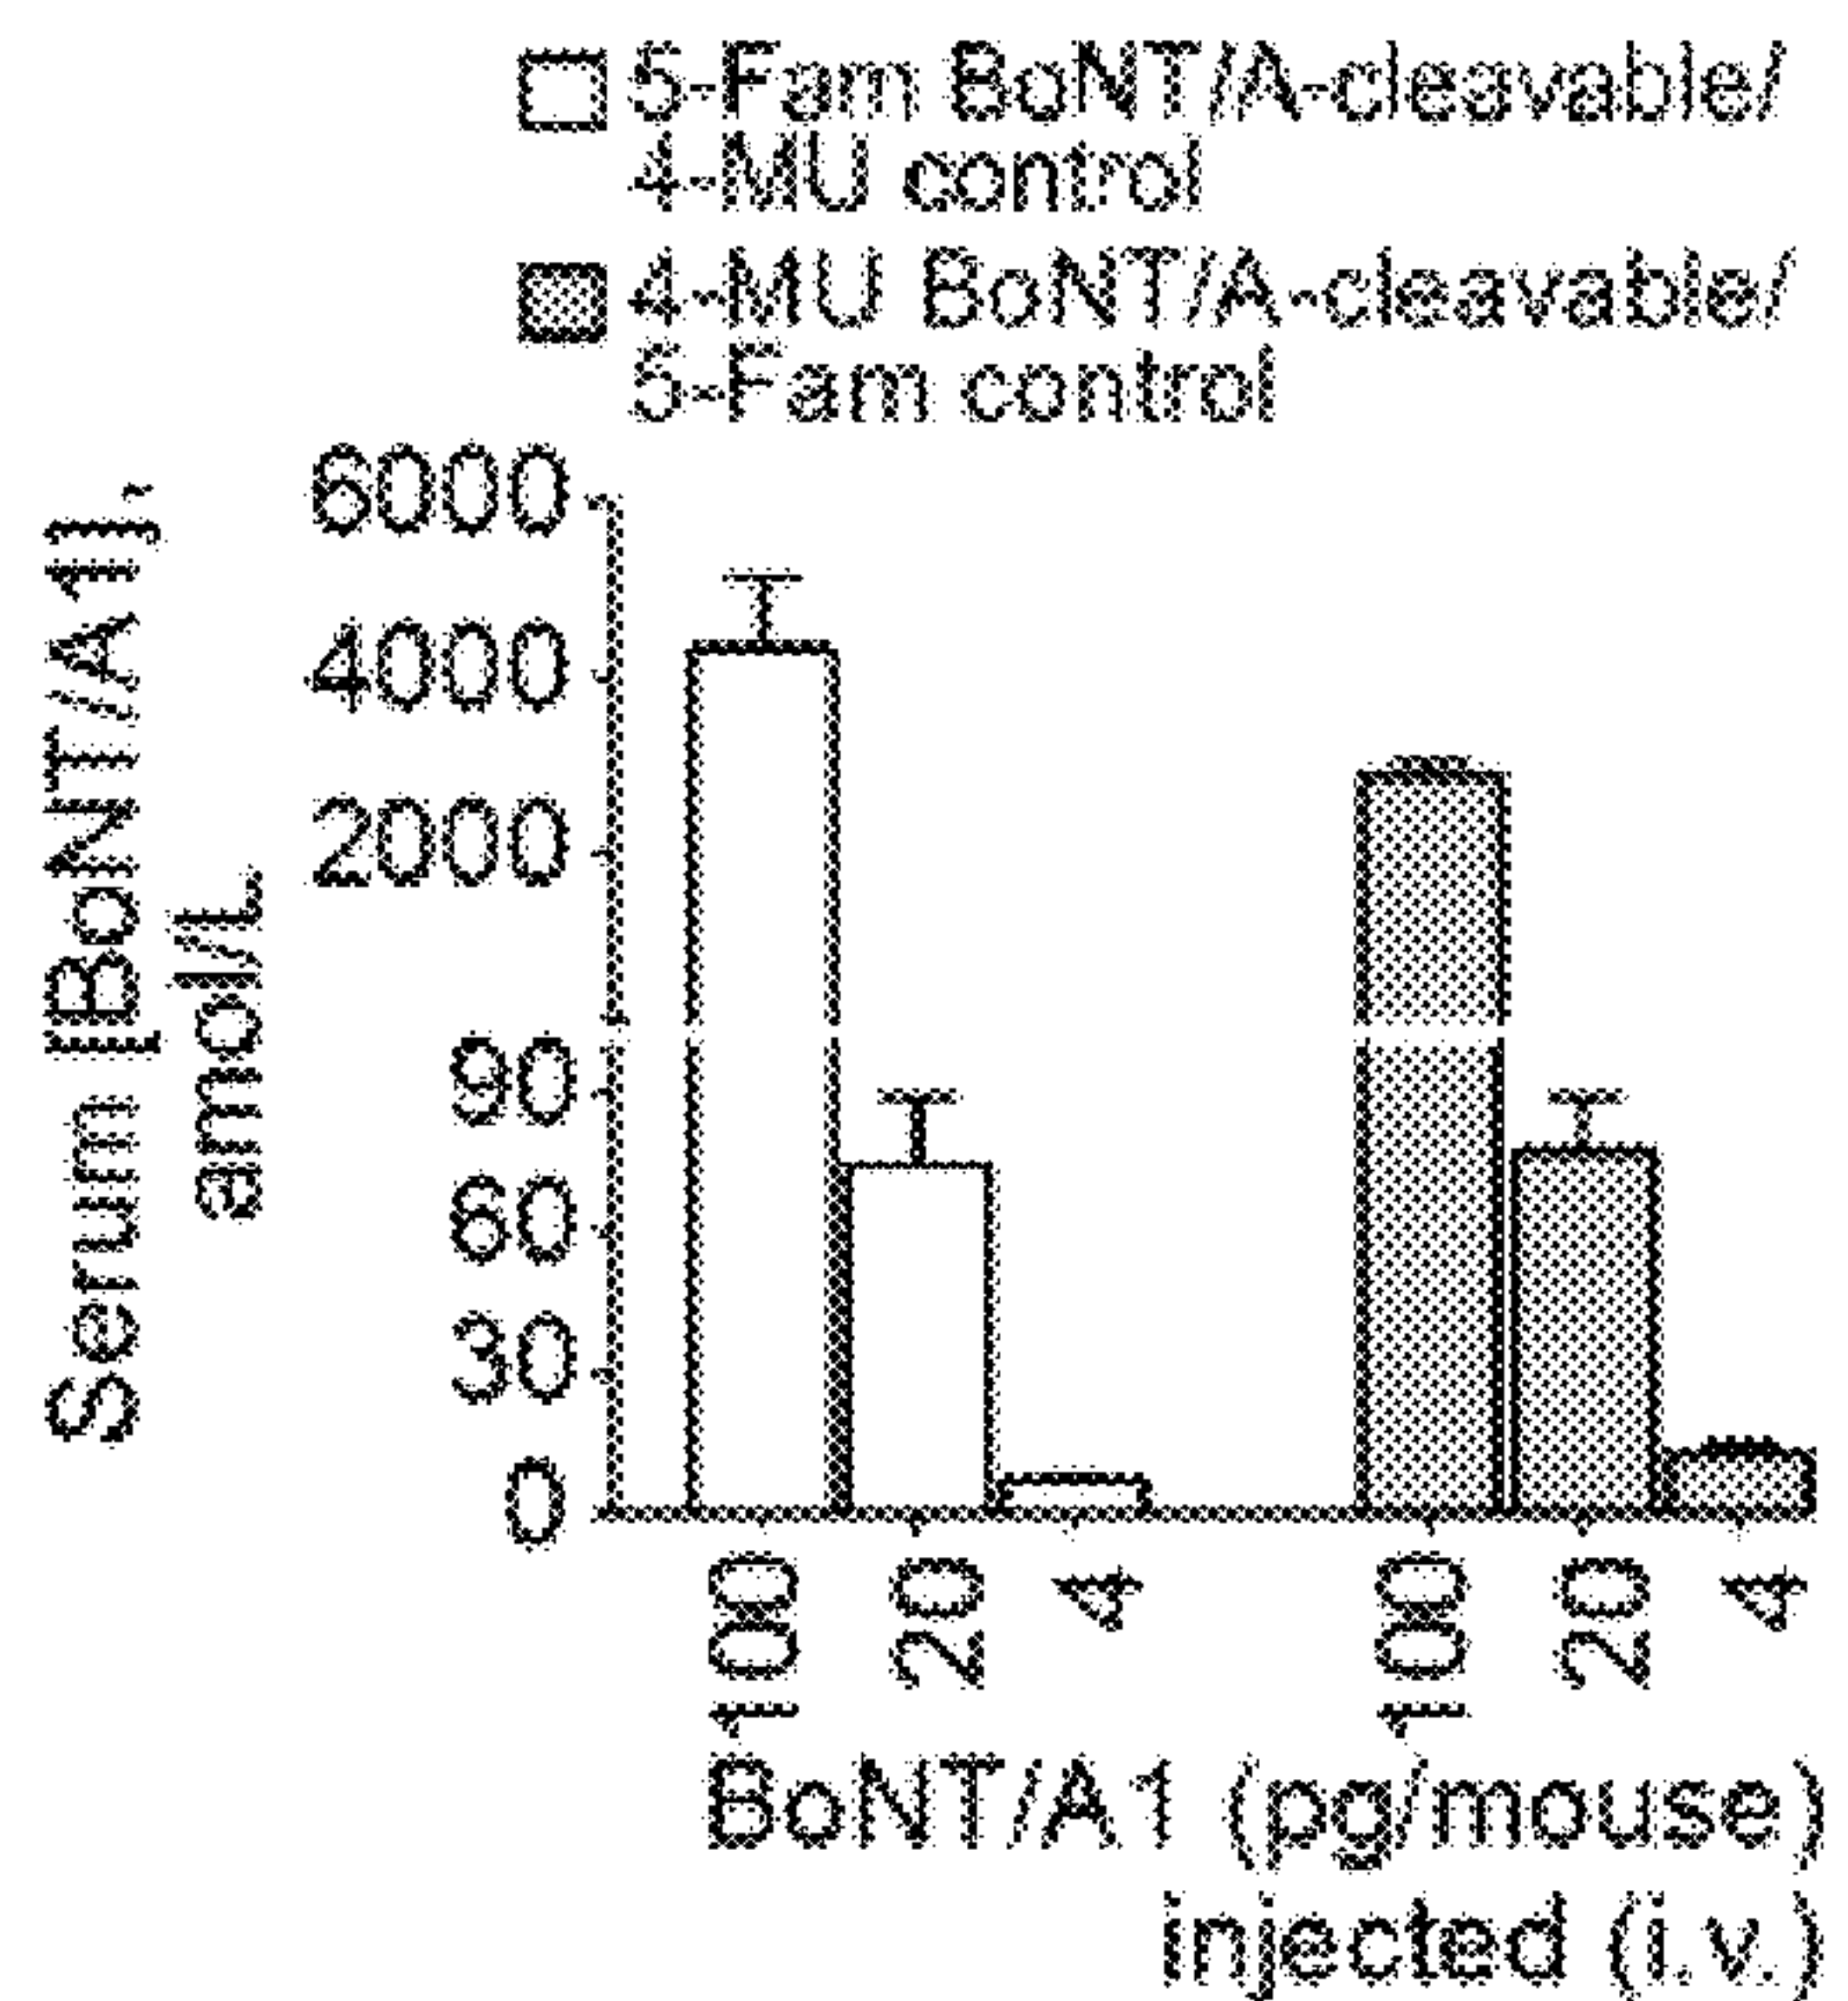 5-Fam BoNT/A-cleavable/
4-MU control
4-MU BoNT/A-cleavable/
5-Fam control
Serum [BoNT/A1],
amol/L
6000
4000
2000
90
60
30
0
100 20 4 100 20 4
BoNT/A1 (pg/mouse)
injected (i.v.)